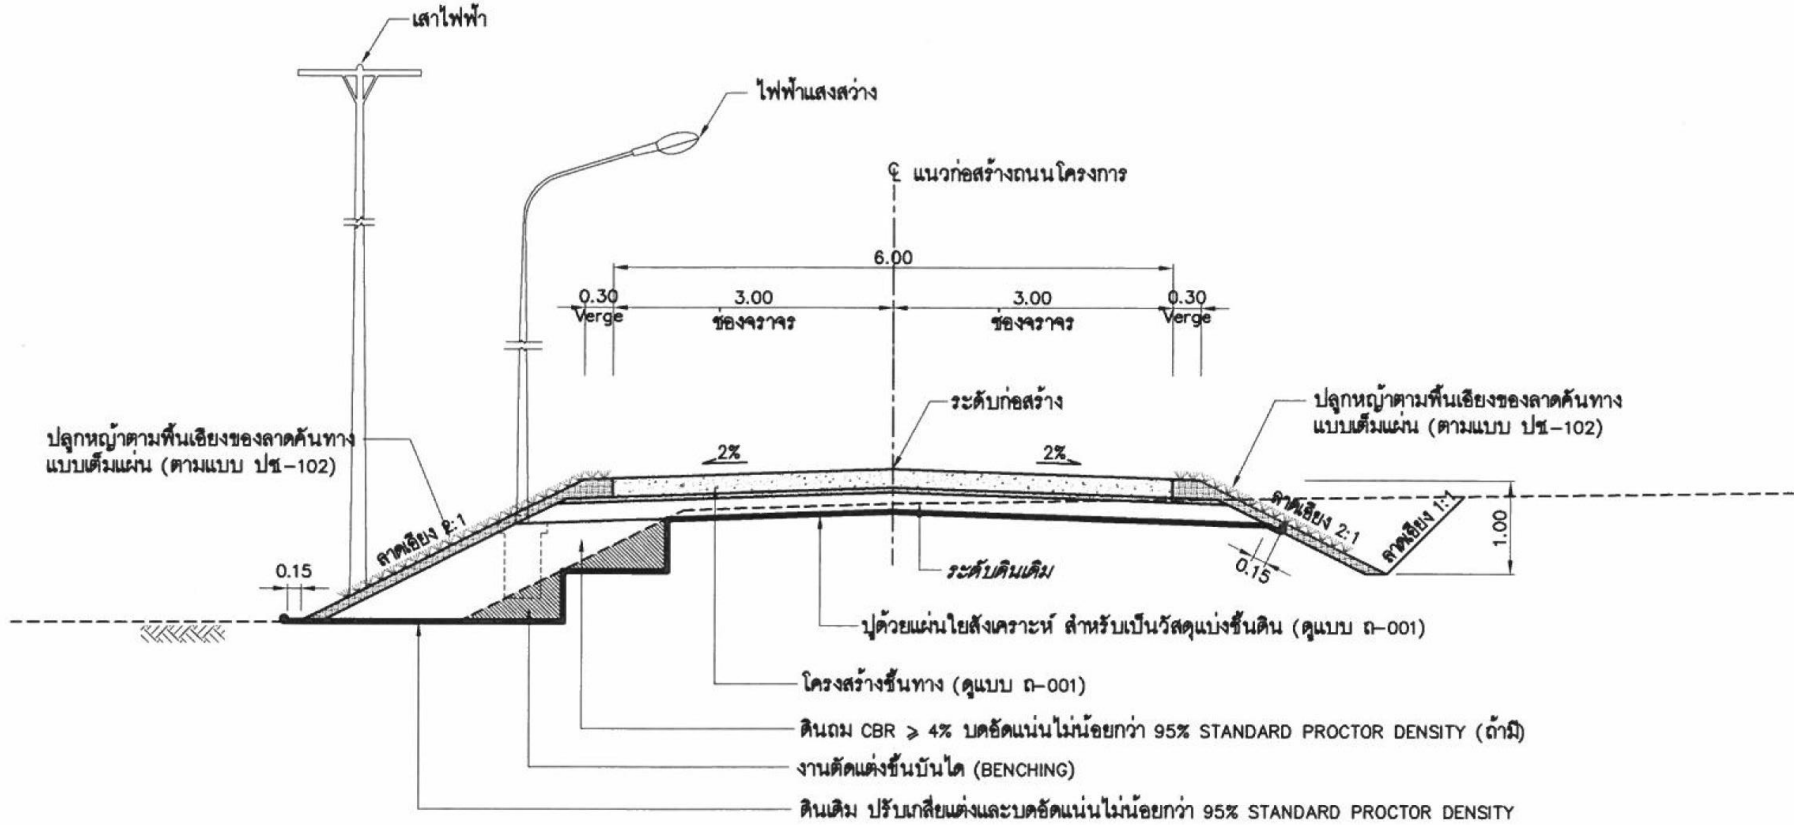 เสาไฟฟ้า
ไฟฟ้าแสงสว่าง
℄ แนวก่อสร้างถนนโครงการ
6.00
0.30
3.00
3.00
0.30
Verge
ช่องจราจร
ช่องจราจร
Verge
ระดับก่อสร้าง
ปลูกหญ้าตามพื้นเอียงของลาดคันทาง
แบบเต็มแผ่น (ตามแบบ ปช-102)
ปลูกหญ้าตามพื้นเอียงของลาดคันทาง
แบบเต็มแผ่น (ตามแบบ ปช-102)
2%
2%
ลาดเอียง 2:1
ลาดเอียง 2:1
ลาดเอียง 1:1
1.00
0.15
0.15
ระดับดินเดิม
ปูด้วยแผ่นใยสังเคราะห์ สำหรับเป็นวัสดุแบ่งชั้นดิน (ดูแบบ ถ-001)
โครงสร้างชั้นทาง (ดูแบบ ถ-001)
ดินถม CBR ⩾ 4% บดอัดแน่นไม่น้อยกว่า 95% STANDARD PROCTOR DENSITY (ถ้ามี)
งานตัดแต่งขั้นบันได (BENCHING)
ดินเดิม ปรับเกลี่ยแต่งและบดอัดแน่นไม่น้อยกว่า 95% STANDARD PROCTOR DENSITY